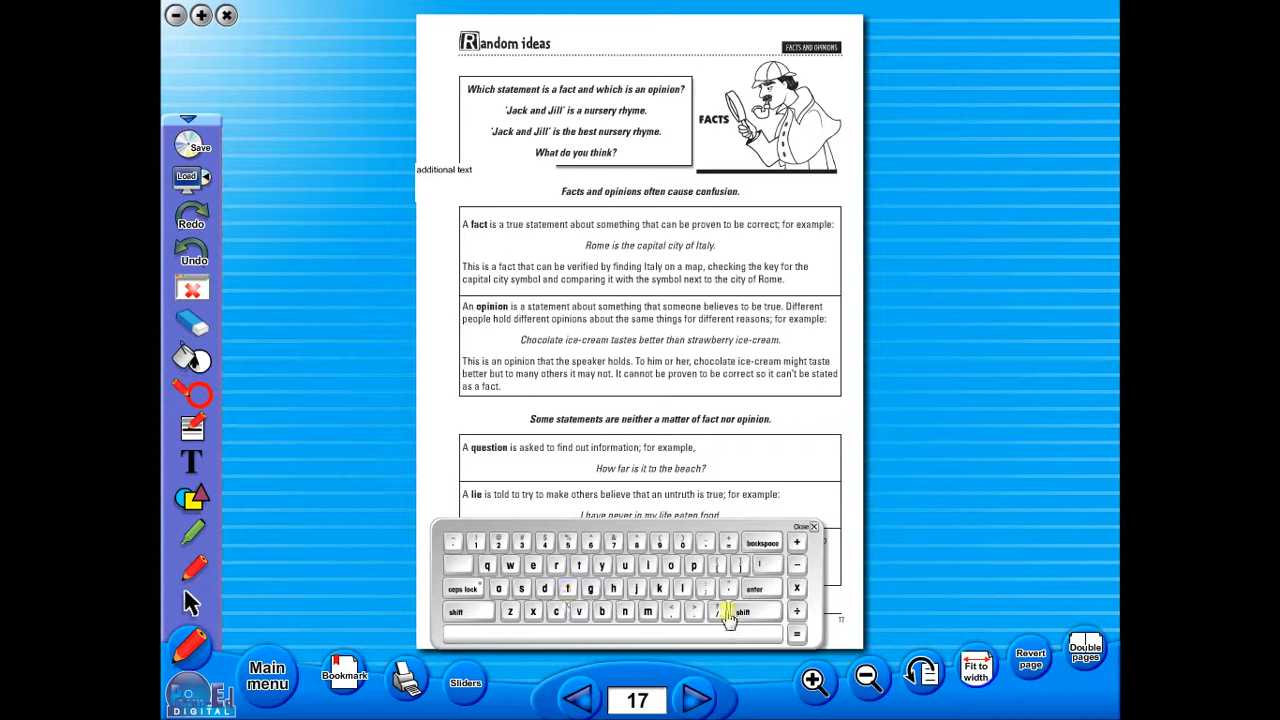 Random ideas
FACTS AND OPINIONS
Which statement is a fact and which is an opinion?
'Jack and Jill' is a nursery rhyme.
'Jack and Jill' is the best nursery rhyme.
What do you think?
FACTS
additional text
Facts and opinions often cause confusion.
A fact is a true statement about something that can be proven to be correct; for example:
Rome is the capital city of Italy.
This is a fact that can be verified by finding Italy on a map, checking the key for the
capital city symbol and comparing it with the symbol next to the city of Rome.
An opinion is a statement about something that someone believes to be true. Different
people hold different opinions about the same things for different reasons; for example:
Chocolate ice-cream tastes better than strawberry ice-cream.
This is an opinion that the speaker holds. To him or her, chocolate ice-cream might taste
better but to many others it may not. It cannot be proven to be correct so it can't be stated
as a fact.
Some statements are neither a matter of fact nor opinion.
A question is asked to find out information; for example,
How far is it to the beach?
A lie is told to try to make others believe that an untruth is true; for example:
I have never in my life eaten food
17
Save
Load
Redo
Undo
T
Close
1 2 3 4 5 6 7 8 9 0 - = backspace +
q w e r t y u i o p [ ] −
caps lock a s d f g h j k l ; ' enter x
shift z x c v b n m , . / shift ÷
=
Main
menu
Bookmark
Sliders
17
Fit to
width
Revert
page
Double
pages
DIGITAL